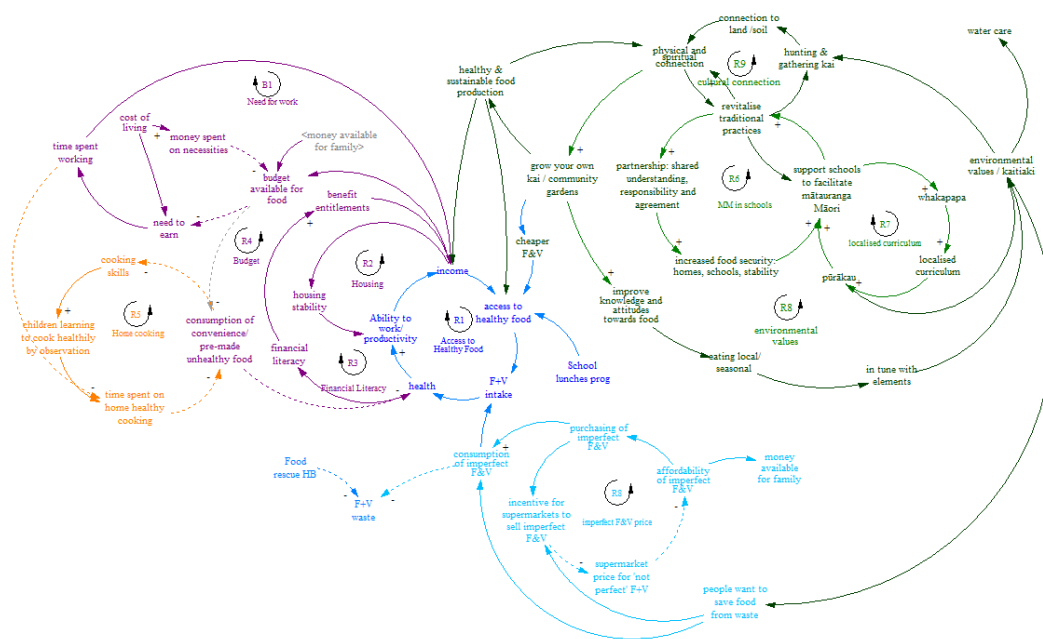 connection to
land /soil
water care
physical and
spiritual
connection
R9
cultural connection
hunting &
gathering kai
healthy &
sustainable food
production
B1
Need for work
revitalise
traditional
practices
cost of
living
+
money spent
on necessities
-
<money available
for family>
time spent
working
budget
available for
food
-
need to
earn
benefit
entitlements
+
R4
Budget
grow your own
kai / community
gardens
+
partnership: shared
understanding,
responsibility and
agreement
+
R6
MM in schools
support schools
to facilitate
mātauranga
Māori
+
+
+
environmental
values / kaitiaki
whakapapa
+
R7
localised curriculum
localised
curriculum
+
cheaper
F&V
increased food security:
homes, schools, stability
+
pūrākau
+
R8
environmental
values
cooking
skills
-
R5
Home cooking
children learning
to cook healthily
by observation
+
R2
Housing
income
housing
stability
access to
healthy food
improve
knowledge and
attitudes
towards food
+
consumption of
convenience/
pre-made
unhealthy food
-
Ability to
work/
productivity
+
R1
Access to
Healthy Food
financial
literacy
R3
Financial Literacy
School
lunches prog
eating local/
seasonal
in tune with
elements
time spent on
home healthy
cooking
-
-
health
-
F+V
intake
purchasing of
imperfect
F&V
consumption
of imperfect
F&V
+
Food
rescue HB
F+V
waste
-
-
affordability
of imperfect
F&V
-
money
available for
family
incentive for
supermarkets to
sell imperfect
F&V
R8
imperfect F&V price
supermarket
price for 'not
perfect' F+V
-
people want to
save food
from waste